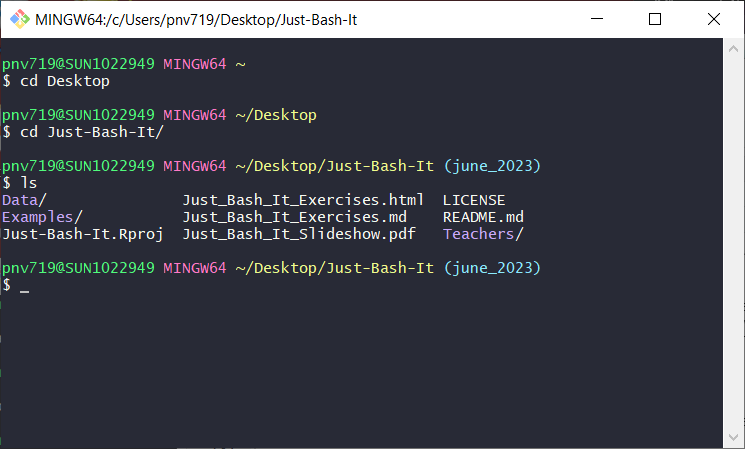 MINGW64:/c/Users/pnv719/Desktop/Just-Bash-It
pnv719@SUN1022949 MINGW64 ~
$ cd Desktop
pnv719@SUN1022949 MINGW64 ~/Desktop
$ cd Just-Bash-It/
pnv719@SUN1022949 MINGW64 ~/Desktop/Just-Bash-It (june_2023)
$ ls
Data/ Just_Bash_It_Exercises.html LICENSE
Examples/ Just_Bash_It_Exercises.md README.md
Just-Bash-It.Rproj Just_Bash_It_Slideshow.pdf Teachers/
pnv719@SUN1022949 MINGW64 ~/Desktop/Just-Bash-It (june_2023)
$ _